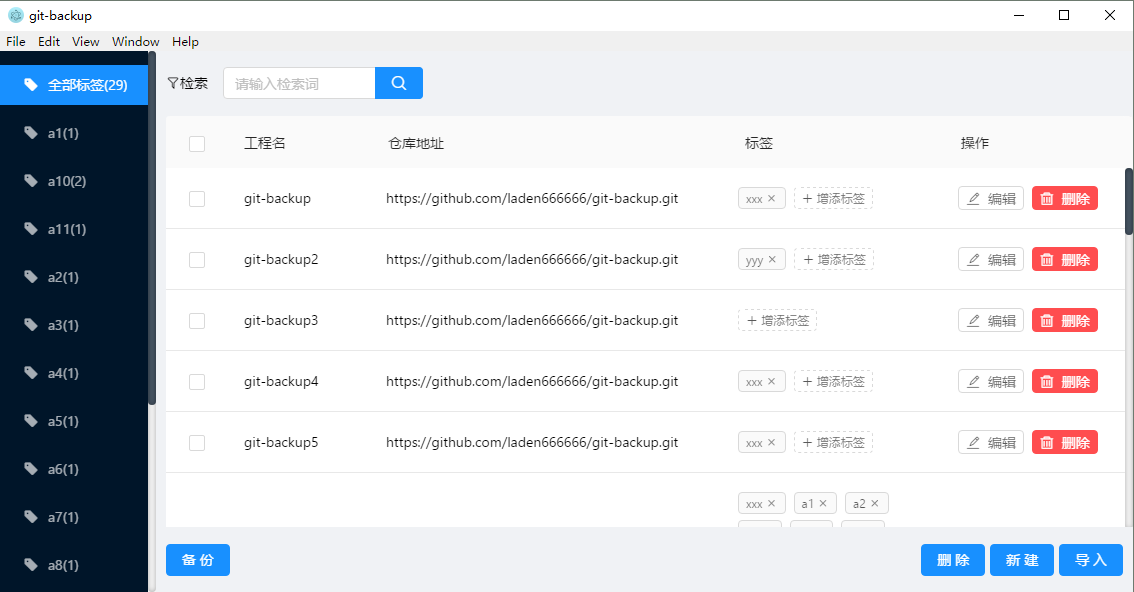 git-backup
File Edit View Window Help
全部标签(29)
a1(1)
a10(2)
a11(1)
a2(1)
a3(1)
a4(1)
a5(1)
a6(1)
a7(1)
a8(1)
检索 请输入检索词
工程名 仓库地址 标签 操作
git-backup https://github.com/laden666666/git-backup.git xxx × + 增添标签 编辑 删除
git-backup2 https://github.com/laden666666/git-backup.git yyy × + 增添标签 编辑 删除
git-backup3 https://github.com/laden666666/git-backup.git + 增添标签 编辑 删除
git-backup4 https://github.com/laden666666/git-backup.git xxx × + 增添标签 编辑 删除
git-backup5 https://github.com/laden666666/git-backup.git xxx × + 增添标签 编辑 删除
xxx × a1 × a2 ×
备 份 删 除 新 建 导 入